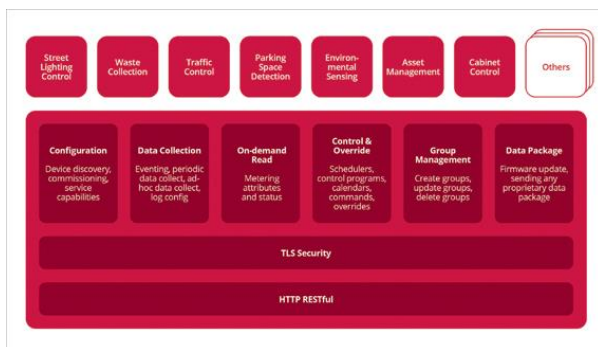 Street
Lighting
Control
Waste
Collection
Traffic
Control
Parking
Space
Detection
Environ-
mental
Sensing
Asset
Management
Cabinet
Control
Others
Configuration
Device discovery,
commissioning,
service
capabilities
Data Collection
Eventing, periodic
data collect, ad-
hoc data collect,
log config
On-demand
Read
Metering
attributes
and status
Control &
Override
Schedulers,
control programs,
calendars,
commands,
overrides
Group
Management
Create groups,
update groups,
delete groups
Data Package
Firmware update,
sending any
proprietary data
package
TLS Security
HTTP RESTful